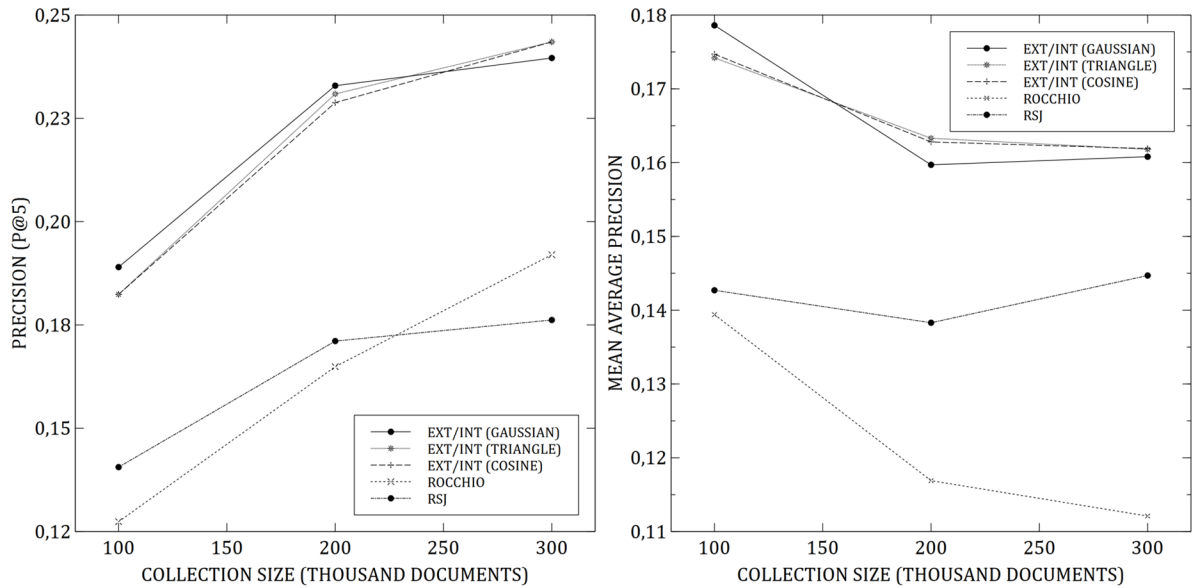 0,25
0,23
0,20
0,18
0,15
0,12
PRECISION (P@5)
100
150
200
250
300
COLLECTION SIZE (THOUSAND DOCUMENTS)
EXT/INT (GAUSSIAN)
EXT/INT (TRIANGLE)
EXT/INT (COSINE)
ROCCHIO
RSJ
0,18
0,17
0,16
0,15
0,14
0,13
0,12
0,11
MEAN AVERAGE PRECISION
100
150
200
250
300
COLLECTION SIZE (THOUSAND DOCUMENTS)
EXT/INT (GAUSSIAN)
EXT/INT (TRIANGLE)
EXT/INT (COSINE)
ROCCHIO
RSJ